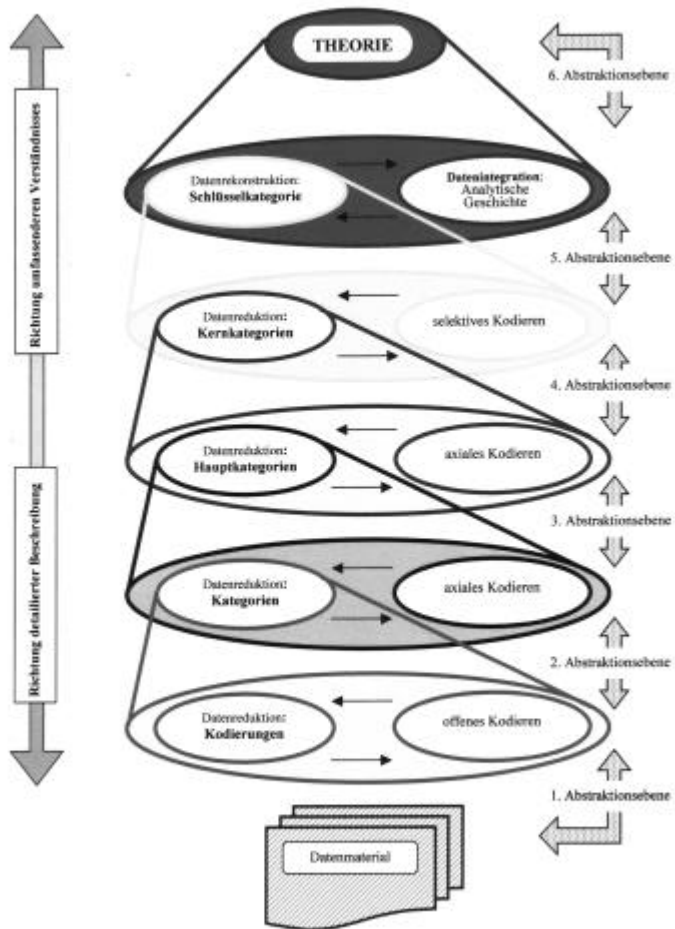 THEORIE
6. Abstraktionsebene
Datenrekonstruktion:
Schlüsselkategorie
Datenintegration:
Analytische
Geschichte
5. Abstraktionsebene
Datenreduktion:
Kernkategorien
selektives Kodieren
4. Abstraktionsebene
Datenreduktion:
Hauptkategorien
axiales Kodieren
3. Abstraktionsebene
Datenreduktion:
Kategorien
axiales Kodieren
2. Abstraktionsebene
Datenreduktion:
Kodierungen
offenes Kodieren
1. Abstraktionsebene
Datenmaterial
Richtung umfassenderen Verständnisses
Richtung detailierter Beschreibung